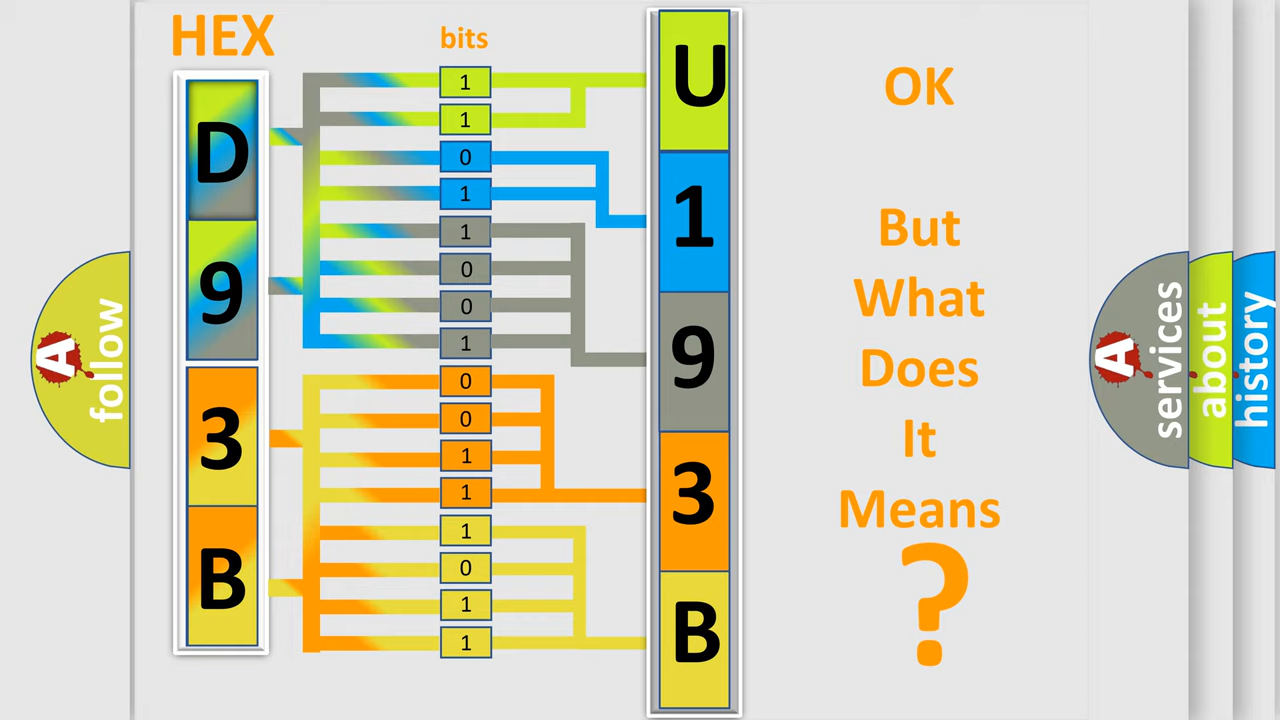 HEX
bits
D
9
3
B
1
1
0
1
1
0
0
1
0
0
1
1
1
0
1
1
U
1
9
3
B
OK
But
What
Does
It
Means
?
A
follow
A
services
about
history